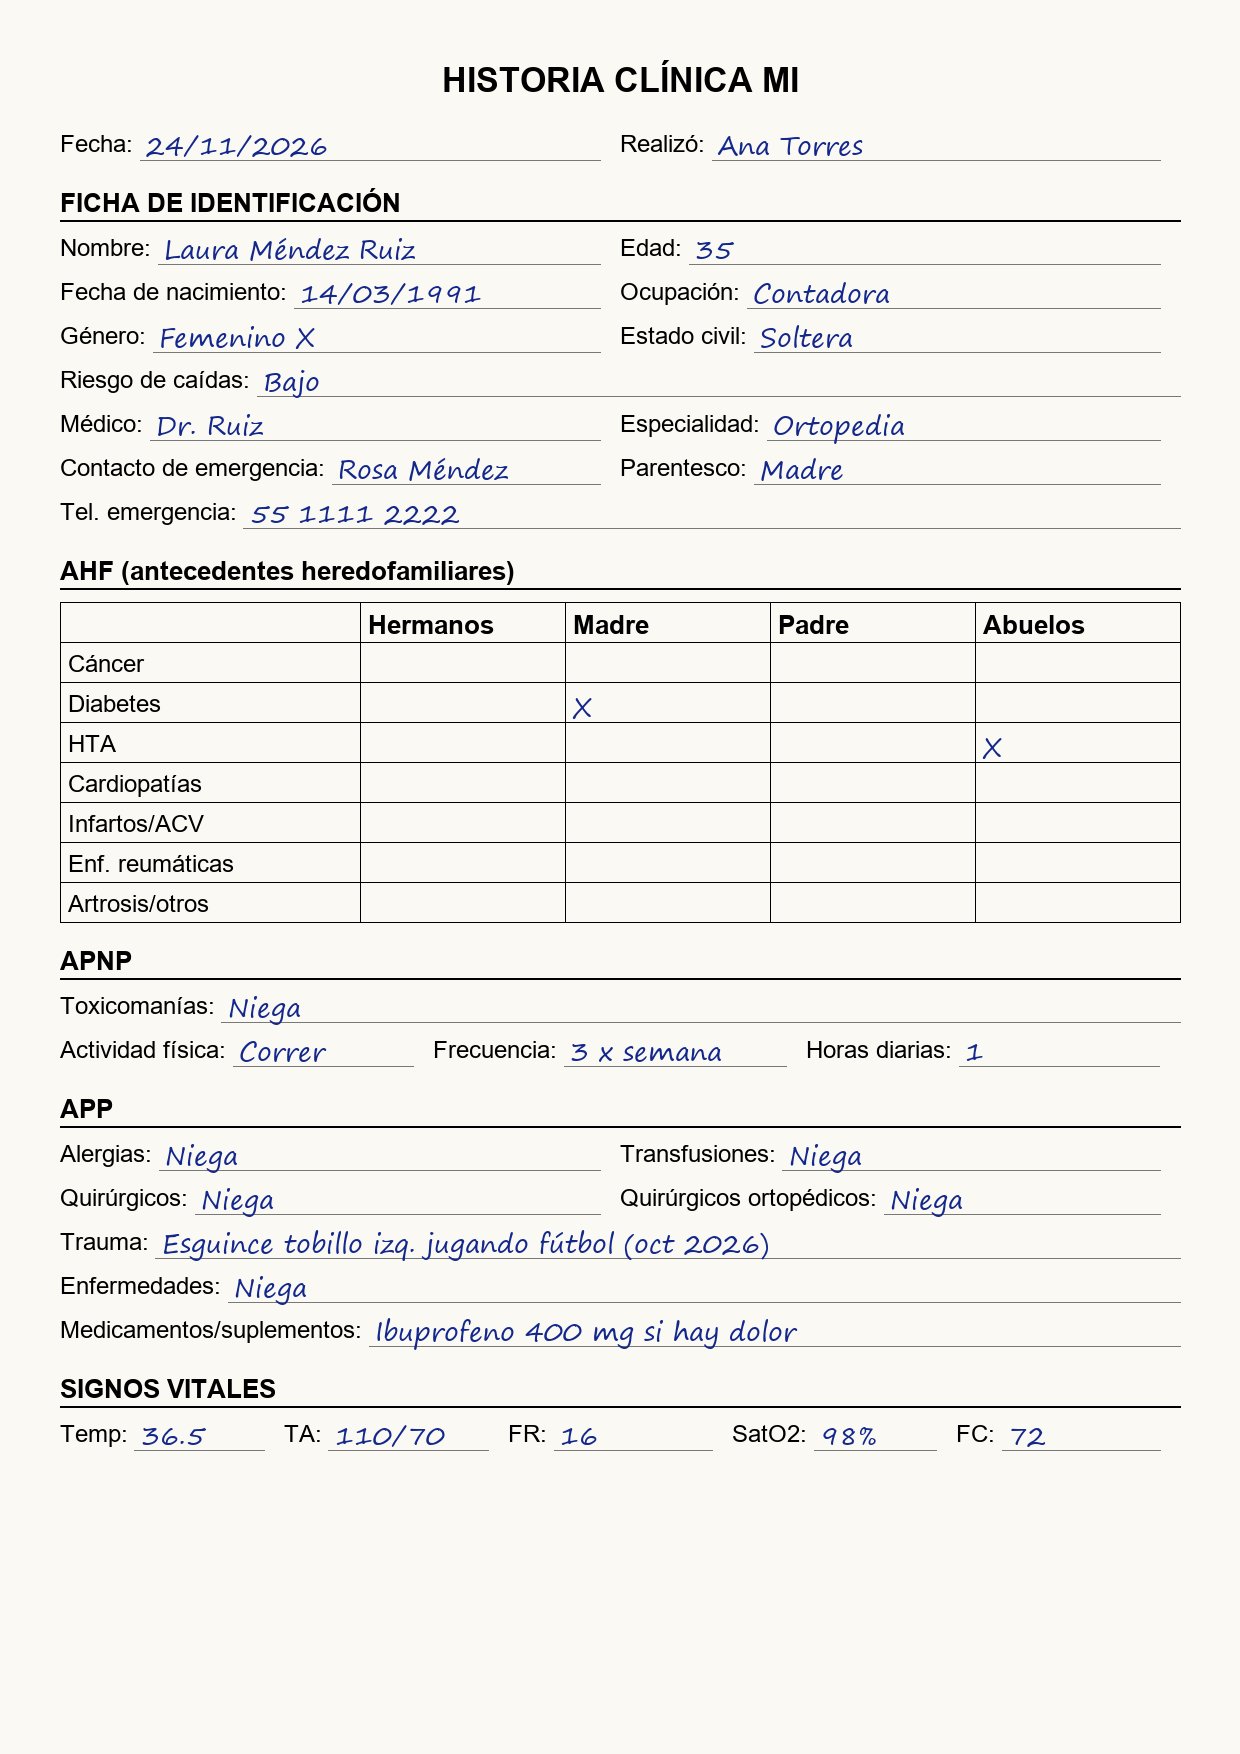 HISTORIA CLÍNICA MI
Fecha: 24/11/2026 Realizó: Ana Torres
FICHA DE IDENTIFICACIÓN
Nombre: Laura Méndez Ruiz Edad: 35
Fecha de nacimiento: 14/03/1991 Ocupación: Contadora
Género: Femenino X Estado civil: Soltera
Riesgo de caídas: Bajo
Médico: Dr. Ruiz Especialidad: Ortopedia
Contacto de emergencia: Rosa Méndez Parentesco: Madre
Tel. emergencia: 55 1111 2222
AHF (antecedentes heredofamiliares)
Hermanos Madre Padre Abuelos
Cáncer
Diabetes X
HTA X
Cardiopatías
Infartos/ACV
Enf. reumáticas
Artrosis/otros
APNP
Toxicomanías: Niega
Actividad física: Correr Frecuencia: 3 x semana Horas diarias: 1
APP
Alergias: Niega Transfusiones: Niega
Quirúrgicos: Niega Quirúrgicos ortopédicos: Niega
Trauma: Esguince tobillo izq. jugando fútbol (oct 2026)
Enfermedades: Niega
Medicamentos/suplementos: Ibuprofeno 400 mg si hay dolor
SIGNOS VITALES
Temp: 36.5 TA: 110/70 FR: 16 SatO2: 98% FC: 72